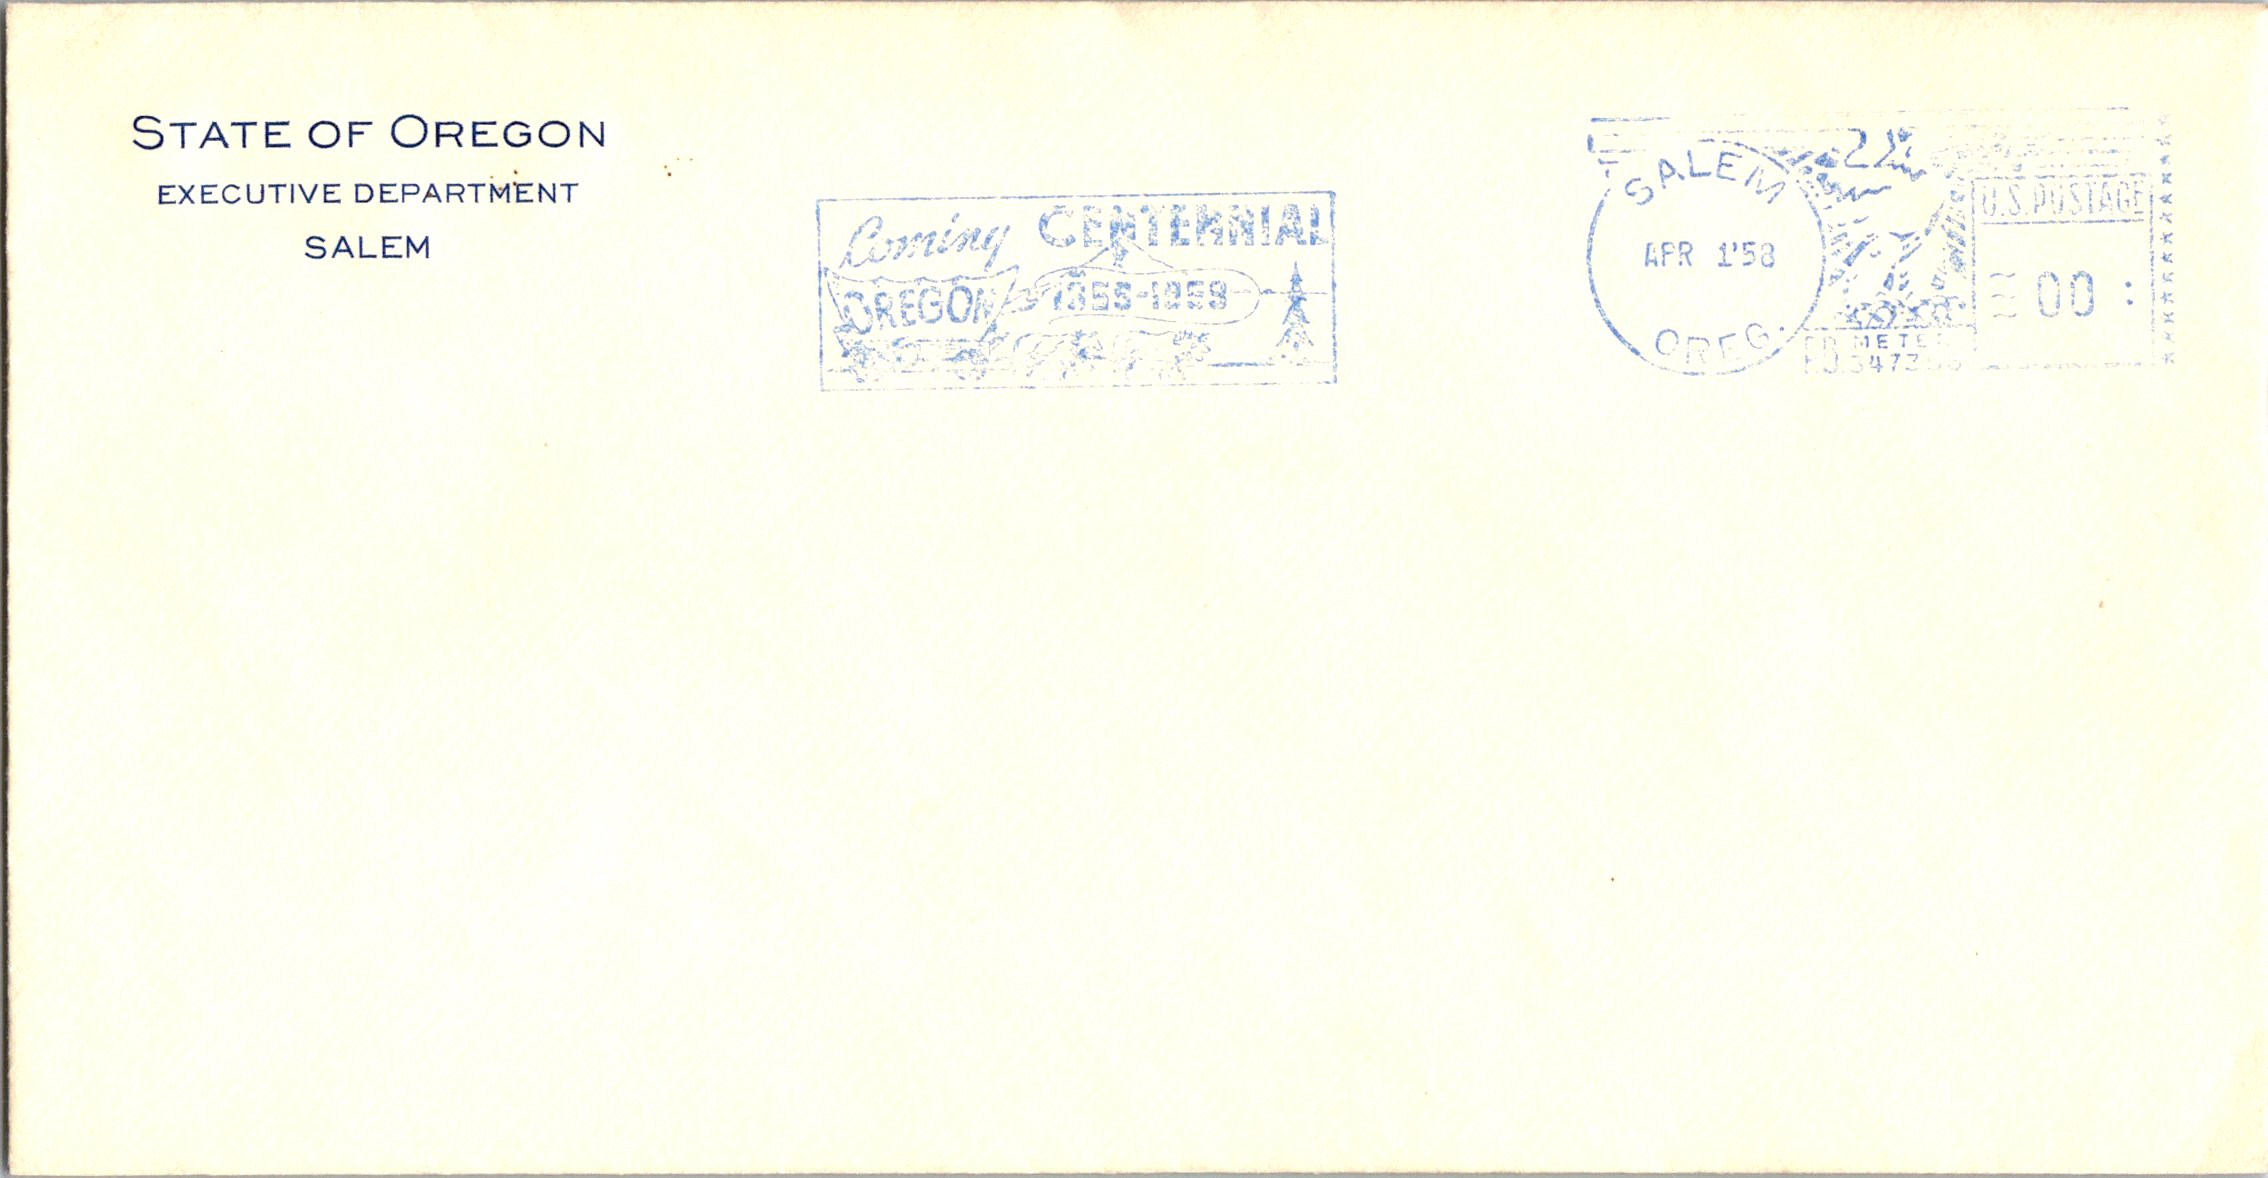 STATE OF OREGON
EXECUTIVE DEPARTMENT
SALEM
Coming CENTENNIAL
OREGON 1859-1959
SALEM
APR 1'58
OREG.
U.S. POSTAGE
00
P.B. METER